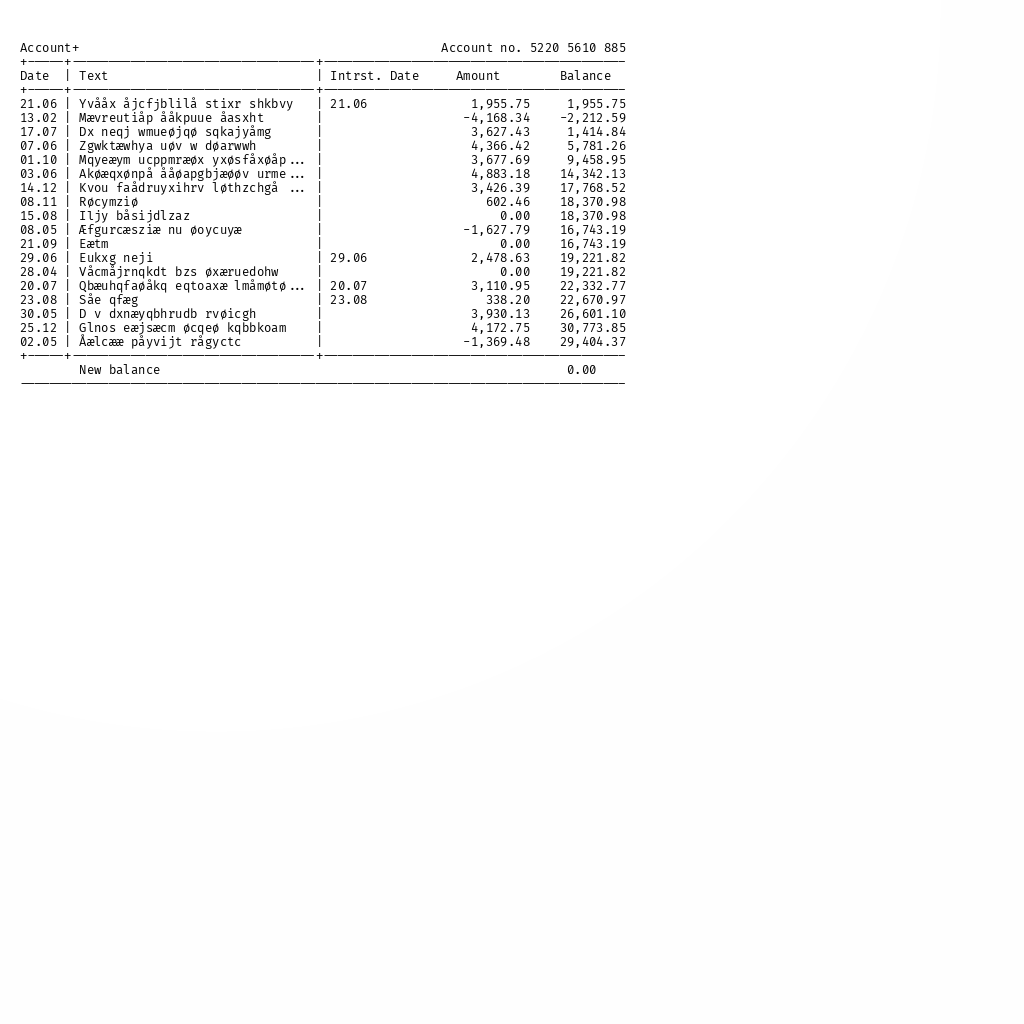 Account+ Account no. 5220 5610 885
Date | Text | Intrst. Date Amount Balance
21.06 | Yvååx åjcfjblilå stixr shkbvy | 21.06 1,955.75 1,955.75
13.02 | Mævreutiåp ååkpuue åasxht | -4,168.34 -2,212.59
17.07 | Dx neqj wmueøjqø sqkajyåmg | 3,627.43 1,414.84
07.06 | Zgwktæwhya uøv w døarwwh | 4,366.42 5,781.26
01.10 | Mqyeæym ucppmræøx yxøsfåxøåp... | 3,677.69 9,458.95
03.06 | Akøæqxønpå ååøapgbjæøøv urme... | 4,883.18 14,342.13
14.12 | Kvou faådruyxihrv løthzchgå ... | 3,426.39 17,768.52
08.11 | Røcymziø | 602.46 18,370.98
15.08 | Iljy båsijdlzaz | 0.00 18,370.98
08.05 | Æfgurcæsziæ nu øoycuyæ | -1,627.79 16,743.19
21.09 | Eætm | 0.00 16,743.19
29.06 | Eukxg neji | 29.06 2,478.63 19,221.82
28.04 | Våcmåjrnqkdt bzs øxæruedohw | 0.00 19,221.82
20.07 | Qbæuhqfaøåkq eqtoaxæ lmåmøtø... | 20.07 3,110.95 22,332.77
23.08 | Såe qfæg | 23.08 338.20 22,670.97
30.05 | D v dxnæyqbhrudb rvøicgh | 3,930.13 26,601.10
25.12 | Glnos eæjsæcm øcqeø kqbbkoam | 4,172.75 30,773.85
02.05 | Åælcææ påyvijt rågyctc | -1,369.48 29,404.37
New balance 0.00